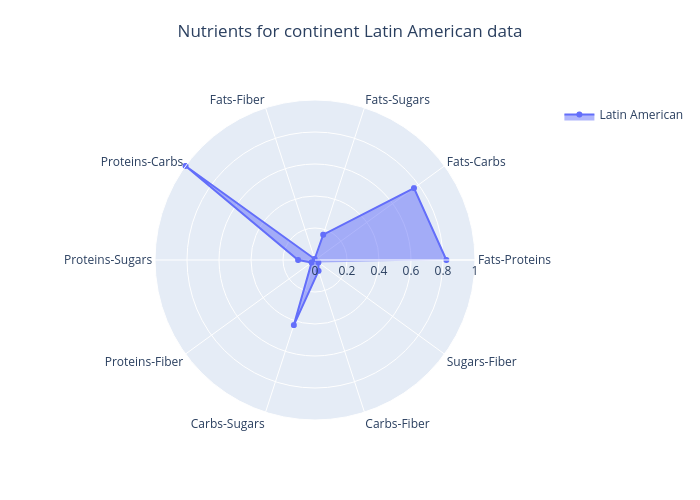 Nutrients for continent Latin American data
Latin American
Fats-Fiber
Fats-Sugars
Proteins-Carbs
Fats-Carbs
Proteins-Sugars
Fats-Proteins
0 0.2 0.4 0.6 0.8 1
Proteins-Fiber
Sugars-Fiber
Carbs-Sugars
Carbs-Fiber